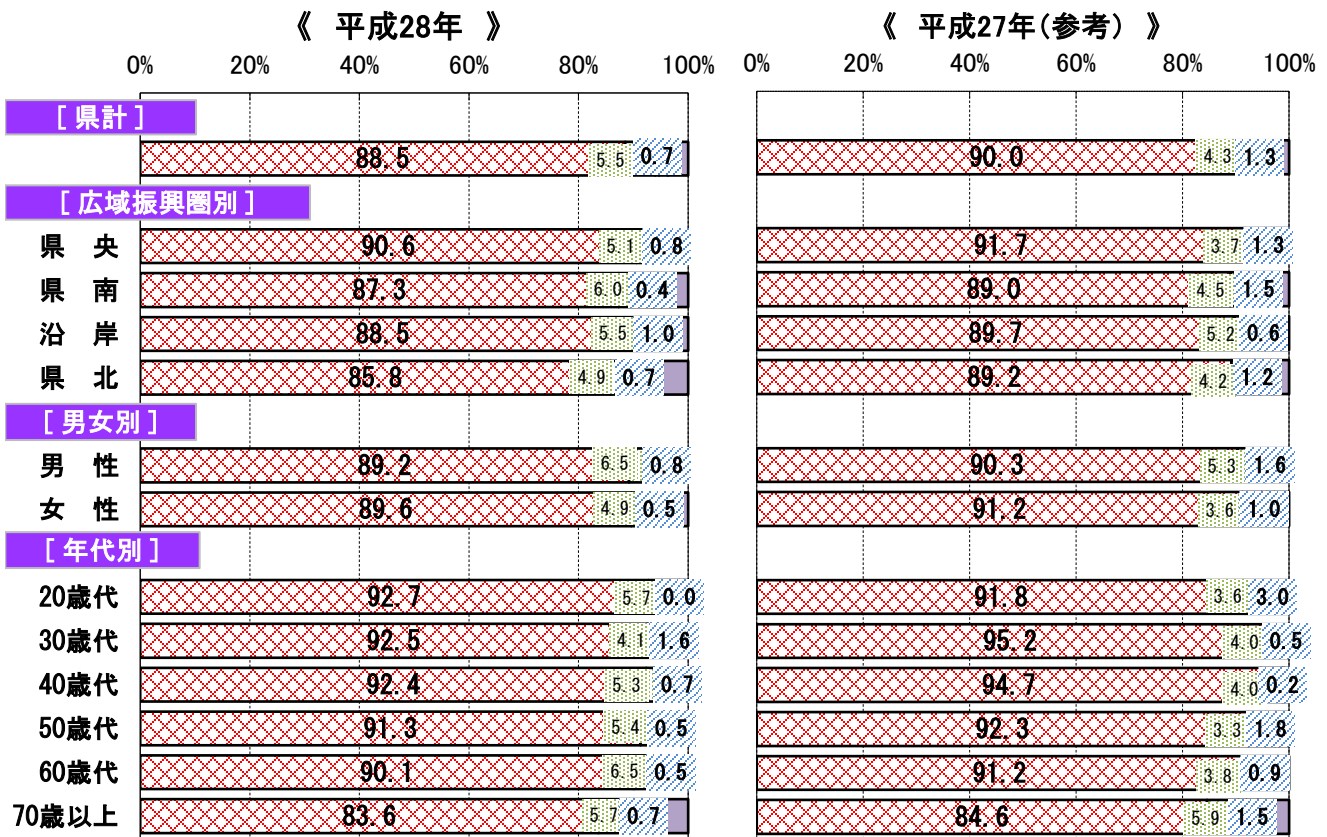 《 平成28年 》 《 平成27年(参考) 》
0% 20% 40% 60% 80% 100% 0% 20% 40% 60% 80% 100%
[ 県計 ]
88.5 5.5 0.7 90.0 4.3 1.3
[ 広域振興圏別 ]
県 央 90.6 5.1 0.8 91.7 3.7 1.3
県 南 87.3 6.0 0.4 89.0 4.5 1.5
沿 岸 88.5 5.5 1.0 89.7 5.2 0.6
県 北 85.8 4.9 0.7 89.2 4.2 1.2
[ 男女別 ]
男 性 89.2 6.5 0.8 90.3 5.3 1.6
女 性 89.6 4.9 0.5 91.2 3.6 1.0
[ 年代別 ]
20歳代 92.7 5.7 0.0 91.8 3.6 3.0
30歳代 92.5 4.1 1.6 95.2 4.0 0.5
40歳代 92.4 5.3 0.7 94.7 4.0 0.2
50歳代 91.3 5.4 0.5 92.3 3.3 1.8
60歳代 90.1 6.5 0.5 91.2 3.8 0.9
70歳以上 83.6 5.7 0.7 84.6 5.9 1.5